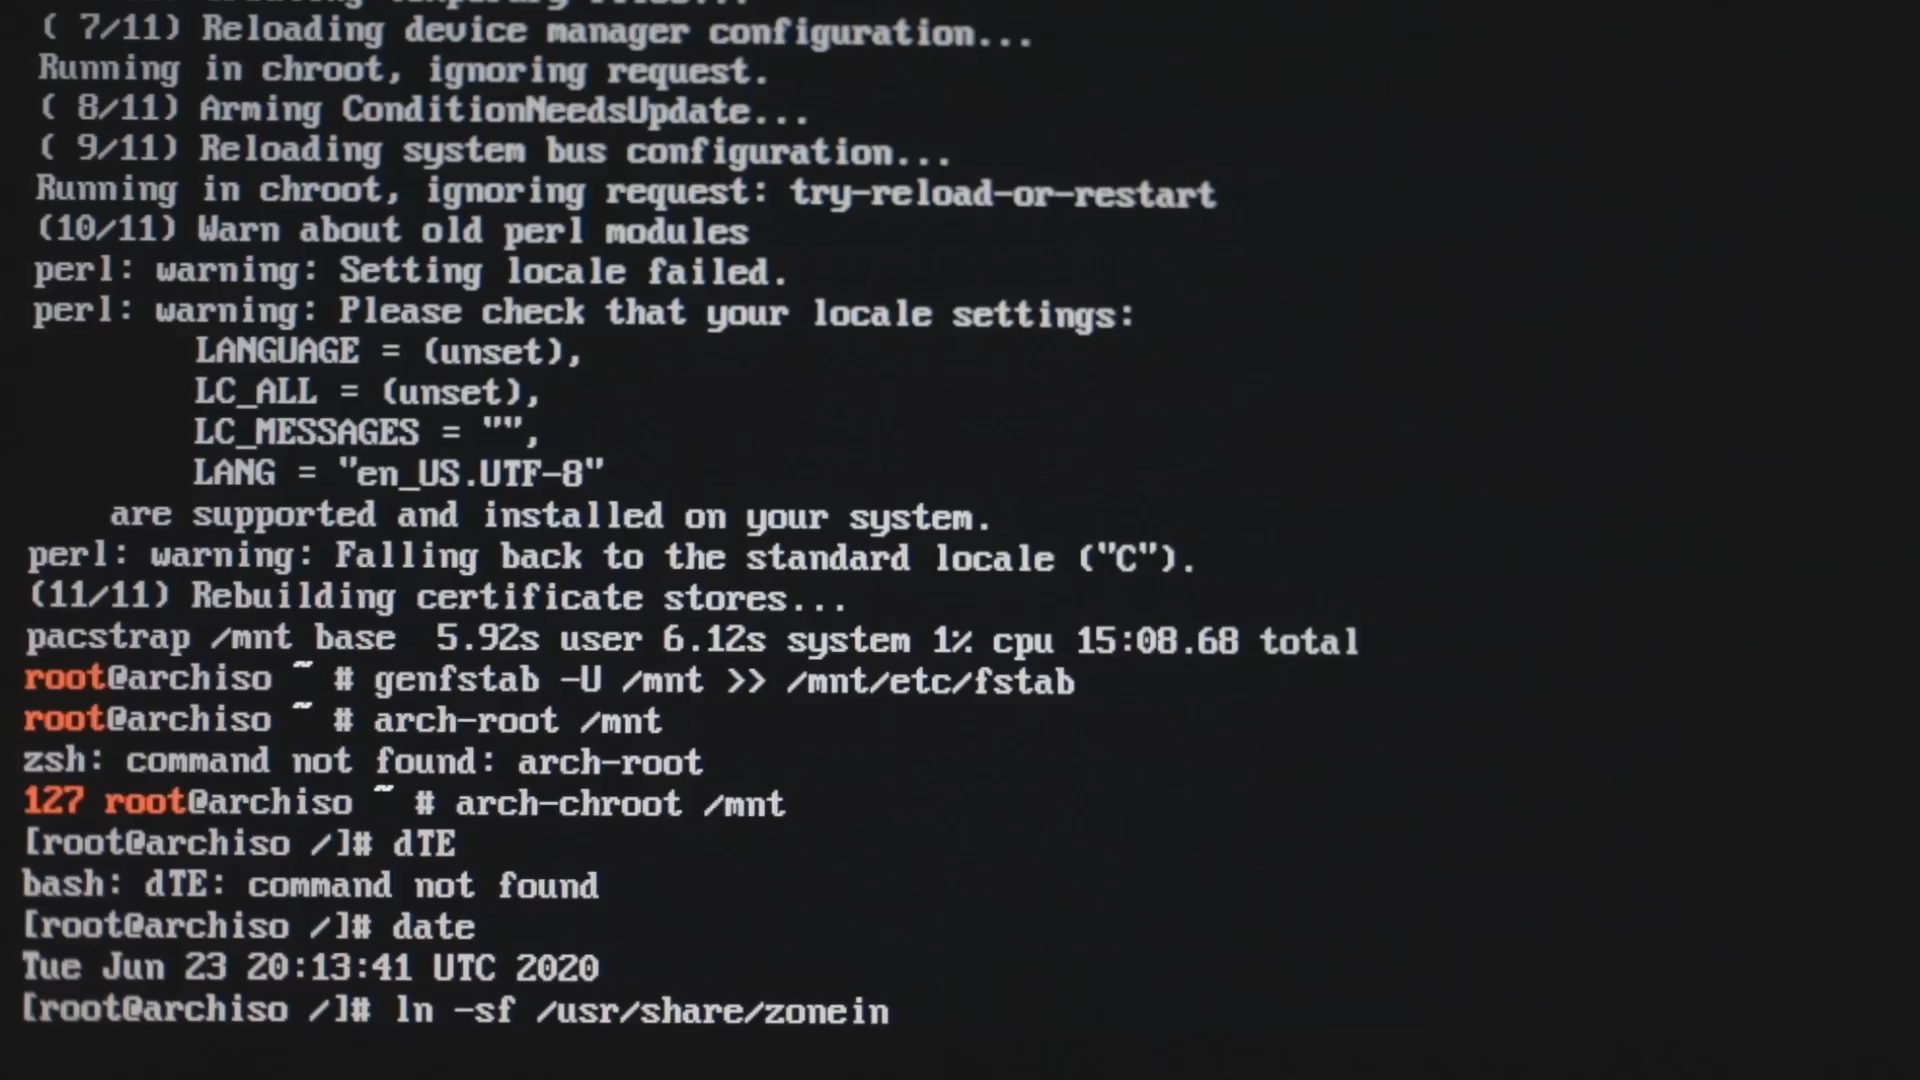 ( 7/11) Reloading device manager configuration...
Running in chroot, ignoring request.
( 8/11) Arming ConditionNeedsUpdate...
( 9/11) Reloading system bus configuration...
Running in chroot, ignoring request: try-reload-or-restart
(10/11) Warn about old perl modules
perl: warning: Setting locale failed.
perl: warning: Please check that your locale settings:
LANGUAGE = (unset),
LC_ALL = (unset),
LC_MESSAGES = "",
LANG = "en_US.UTF-8"
are supported and installed on your system.
perl: warning: Falling back to the standard locale ("C").
(11/11) Rebuilding certificate stores...
pacstrap /mnt base  5.92s user 6.12s system 1% cpu 15:08.68 total
root@archiso ~ # genfstab -U /mnt >> /mnt/etc/fstab
root@archiso ~ # arch-root /mnt
zsh: command not found: arch-root
127 root@archiso ~ # arch-chroot /mnt
[root@archiso /]# dTE
bash: dTE: command not found
[root@archiso /]# date
Tue Jun 23 20:13:41 UTC 2020
[root@archiso /]# ln -sf /usr/share/zonein